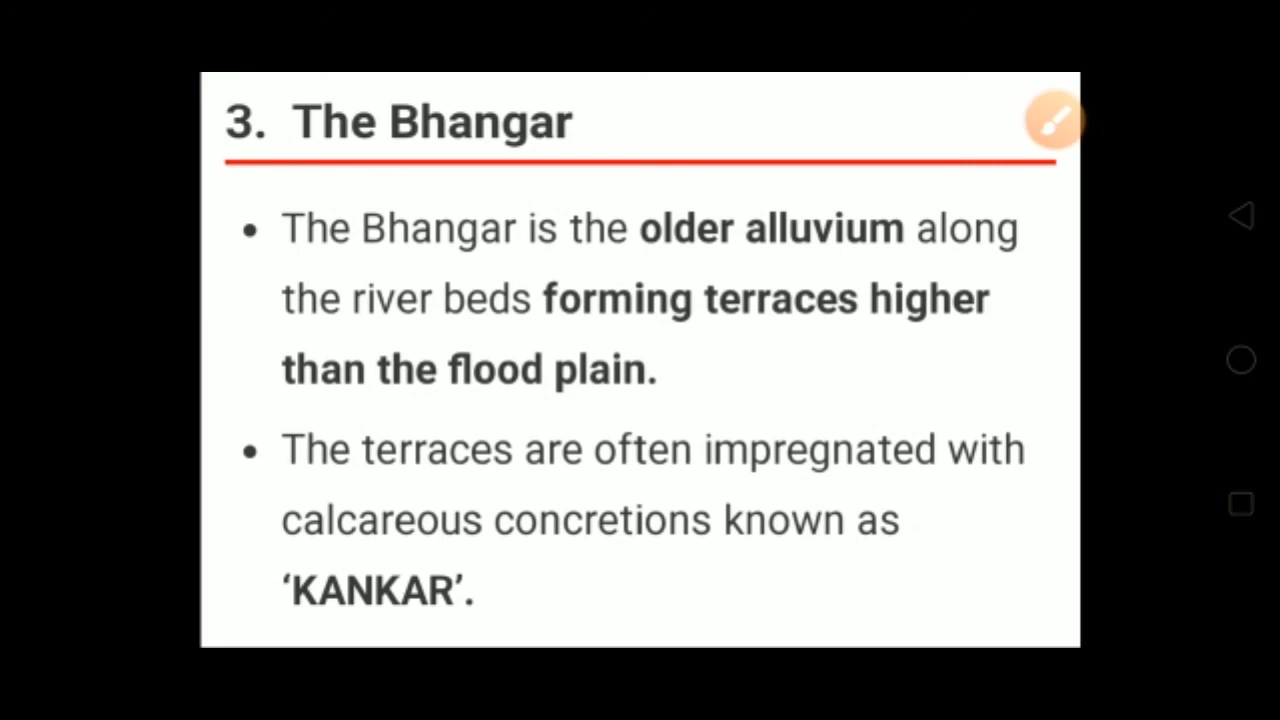 3. The Bhangar
• The Bhangar is the older alluvium along
the river beds forming terraces higher
than the flood plain.
• The terraces are often impregnated with
calcareous concretions known as
‘KANKAR’.